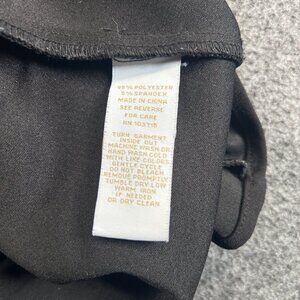 95% POLYESTER
5% SPANDEX
MADE IN CHINA
SEE REVERSE
FOR CARE
RN 103715
TURN GARMENT
INSIDE OUT
MACHINE WASH OR
HAND WASH COLD
WITH LIKE COLORS
GENTLE CYCLE
DO NOT BLEACH
REMOVE PROMPTLY
TUMBLE DRY LOW
WARM IRON
IF NEEDED
OR DRY CLEAN